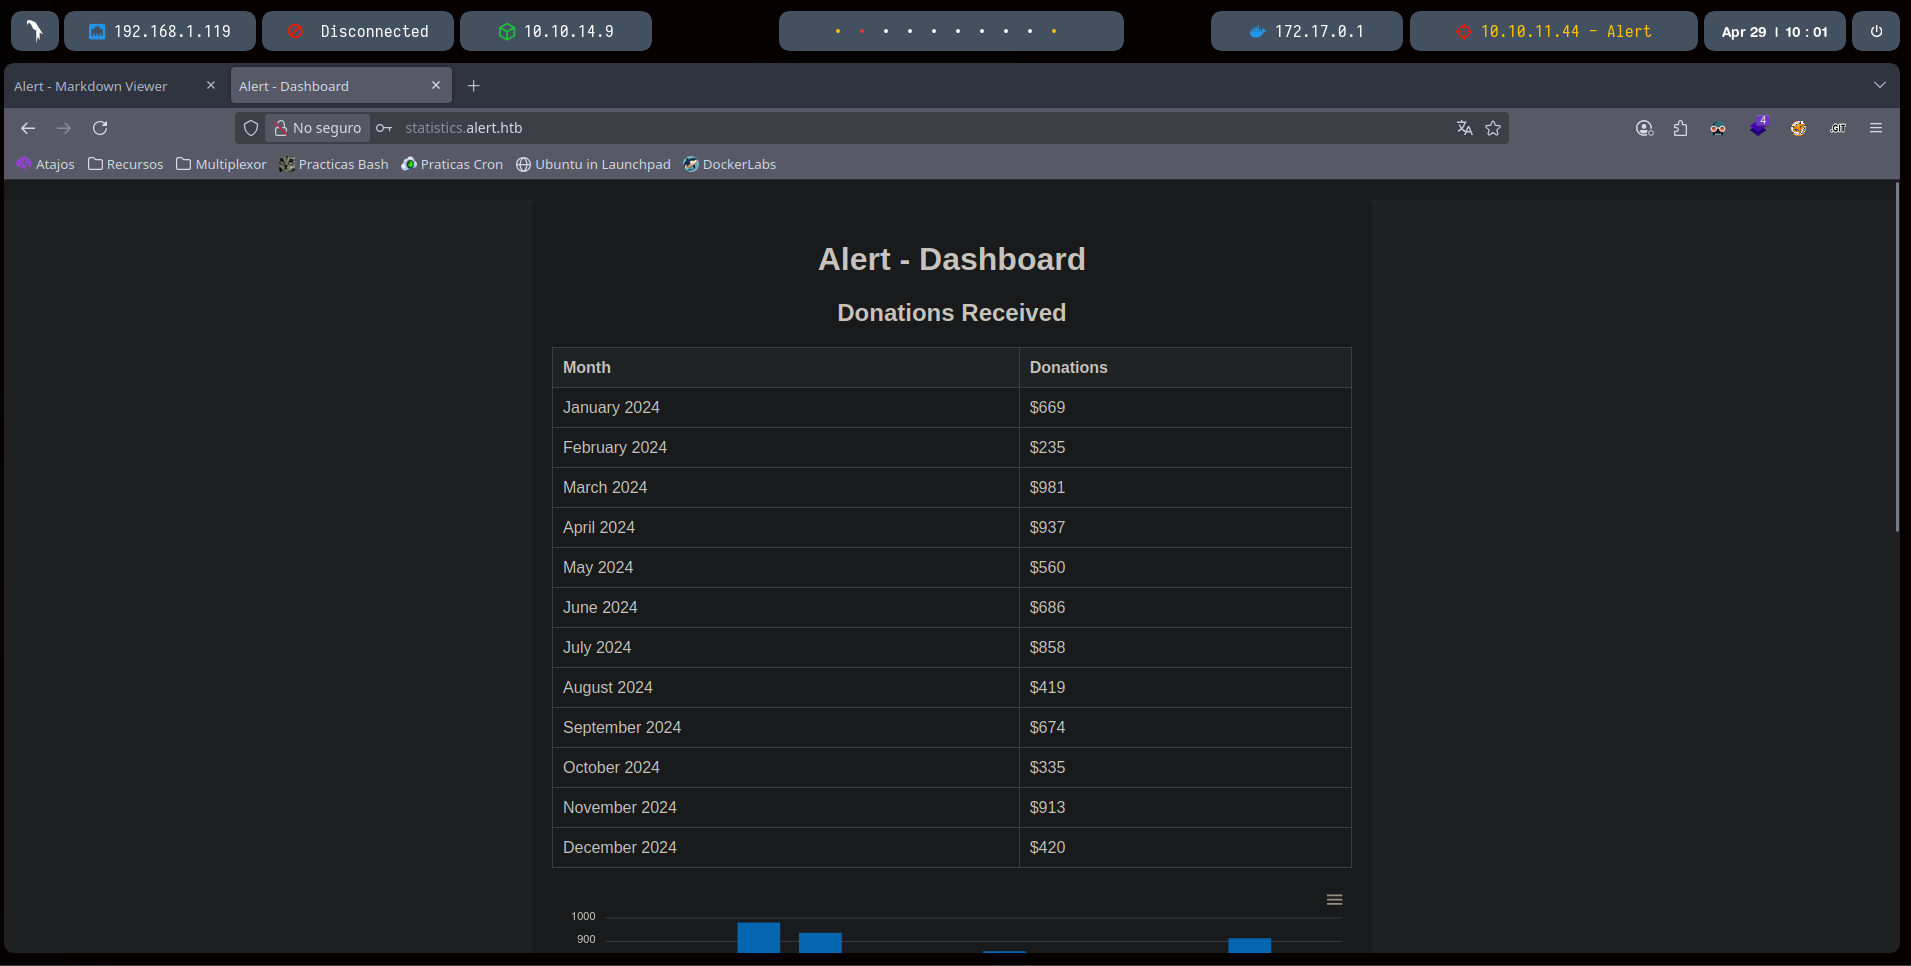 192.168.1.119 Disconnected 10.10.14.9 172.17.0.1 10.10.11.44 - Alert Apr 29 | 10 : 01
Alert - Markdown Viewer Alert - Dashboard
No seguro statistics.alert.htb 4 .GIT
Atajos Recursos Multiplexor Practicas Bash Praticas Cron Ubuntu in Launchpad DockerLabs
Alert - Dashboard
Donations Received
Month Donations
January 2024 $669
February 2024 $235
March 2024 $981
April 2024 $937
May 2024 $560
June 2024 $686
July 2024 $858
August 2024 $419
September 2024 $674
October 2024 $335
November 2024 $913
December 2024 $420
1000
900